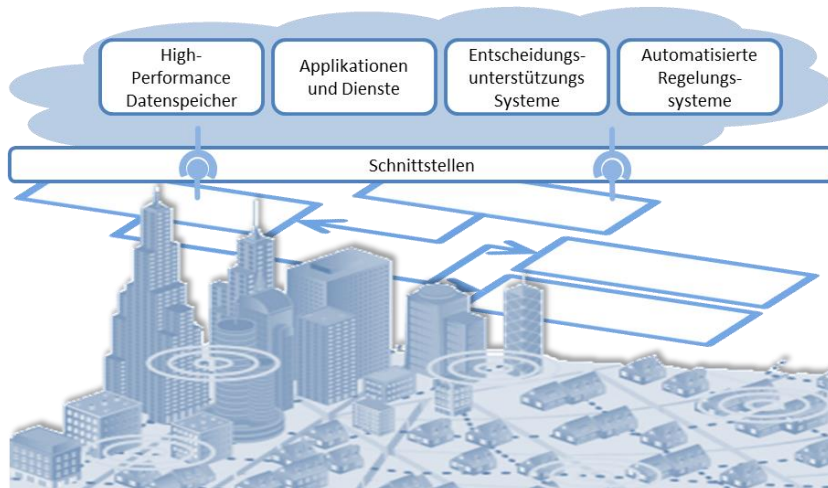 High-
Performance
Datenspeicher
Applikationen
und Dienste
Entscheidungs-
unterstützungs
Systeme
Automatisierte
Regelungs-
systeme
Schnittstellen